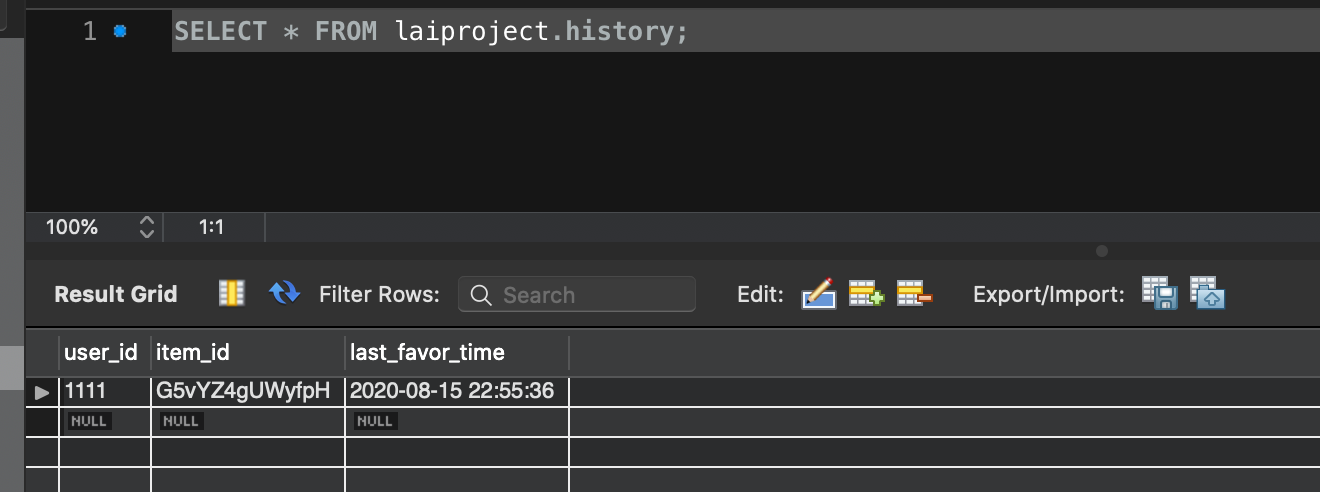 1 SELECT * FROM laiproject.history;
100% 1:1
Result Grid Filter Rows: Search Edit: Export/Import:
user_id item_id last_favor_time
1111 G5vYZ4gUWyfpH 2020-08-15 22:55:36
NULL NULL NULL